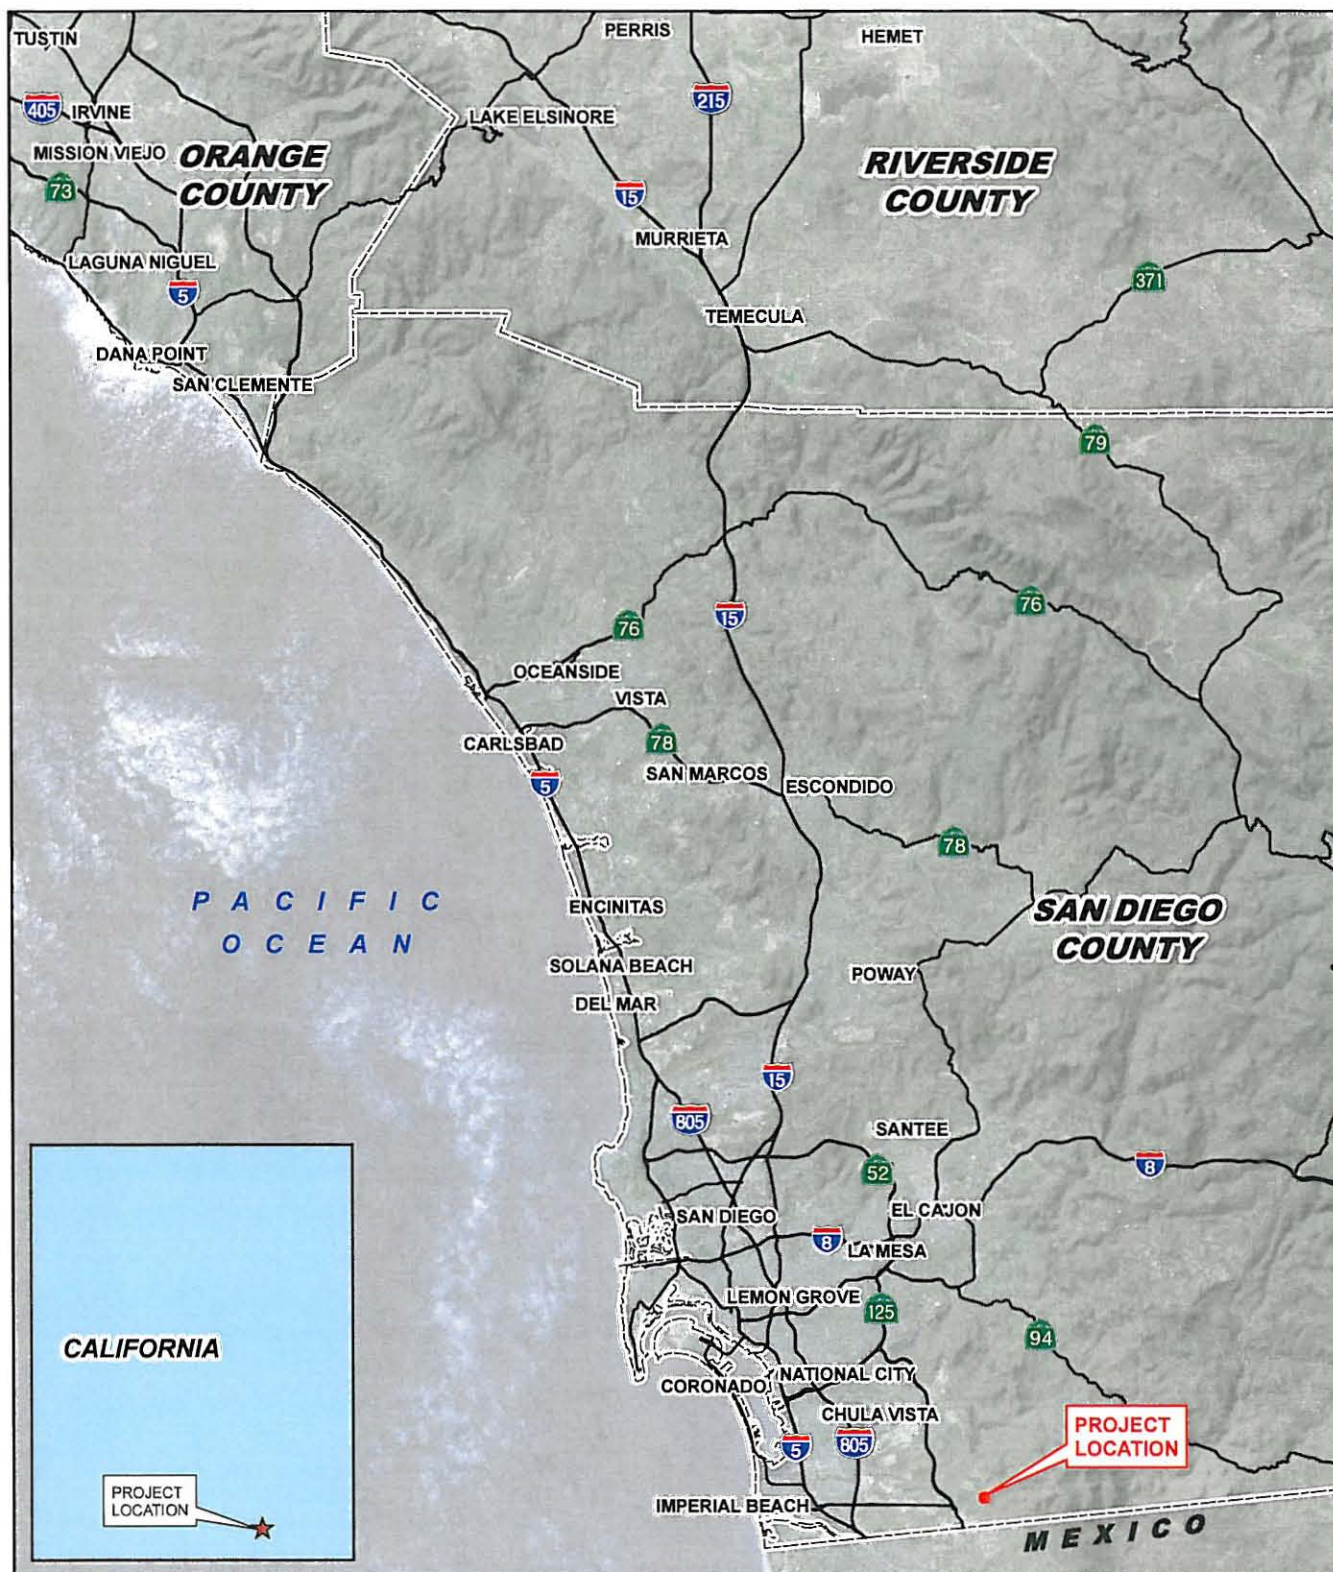 TUSTIN
PERRIS
HEMET
405
IRVINE
215
LAKE ELSINORE
MISSION VIEJO
ORANGE
COUNTY
RIVERSIDE
COUNTY
73
15
MURRIETA
LAGUNA NIGUEL
5
371
TEMECULA
DANA POINT
SAN CLEMENTE
79
76
15
76
OCEANSIDE
VISTA
CARLSBAD
78
SAN MARCOS
5
ESCONDIDO
78
PACIFIC
OCEAN
ENCINITAS
SAN DIEGO
COUNTY
SOLANA BEACH
POWAY
DEL MAR
15
805
SANTEE
52
8
SAN DIEGO
EL CAJON
8
LA MESA
LEMON GROVE
125
94
CALIFORNIA
NATIONAL CITY
CORONADO
CHULA VISTA
PROJECT
LOCATION
5
805
IMPERIAL BEACH
MEXICO
PROJECT
LOCATION